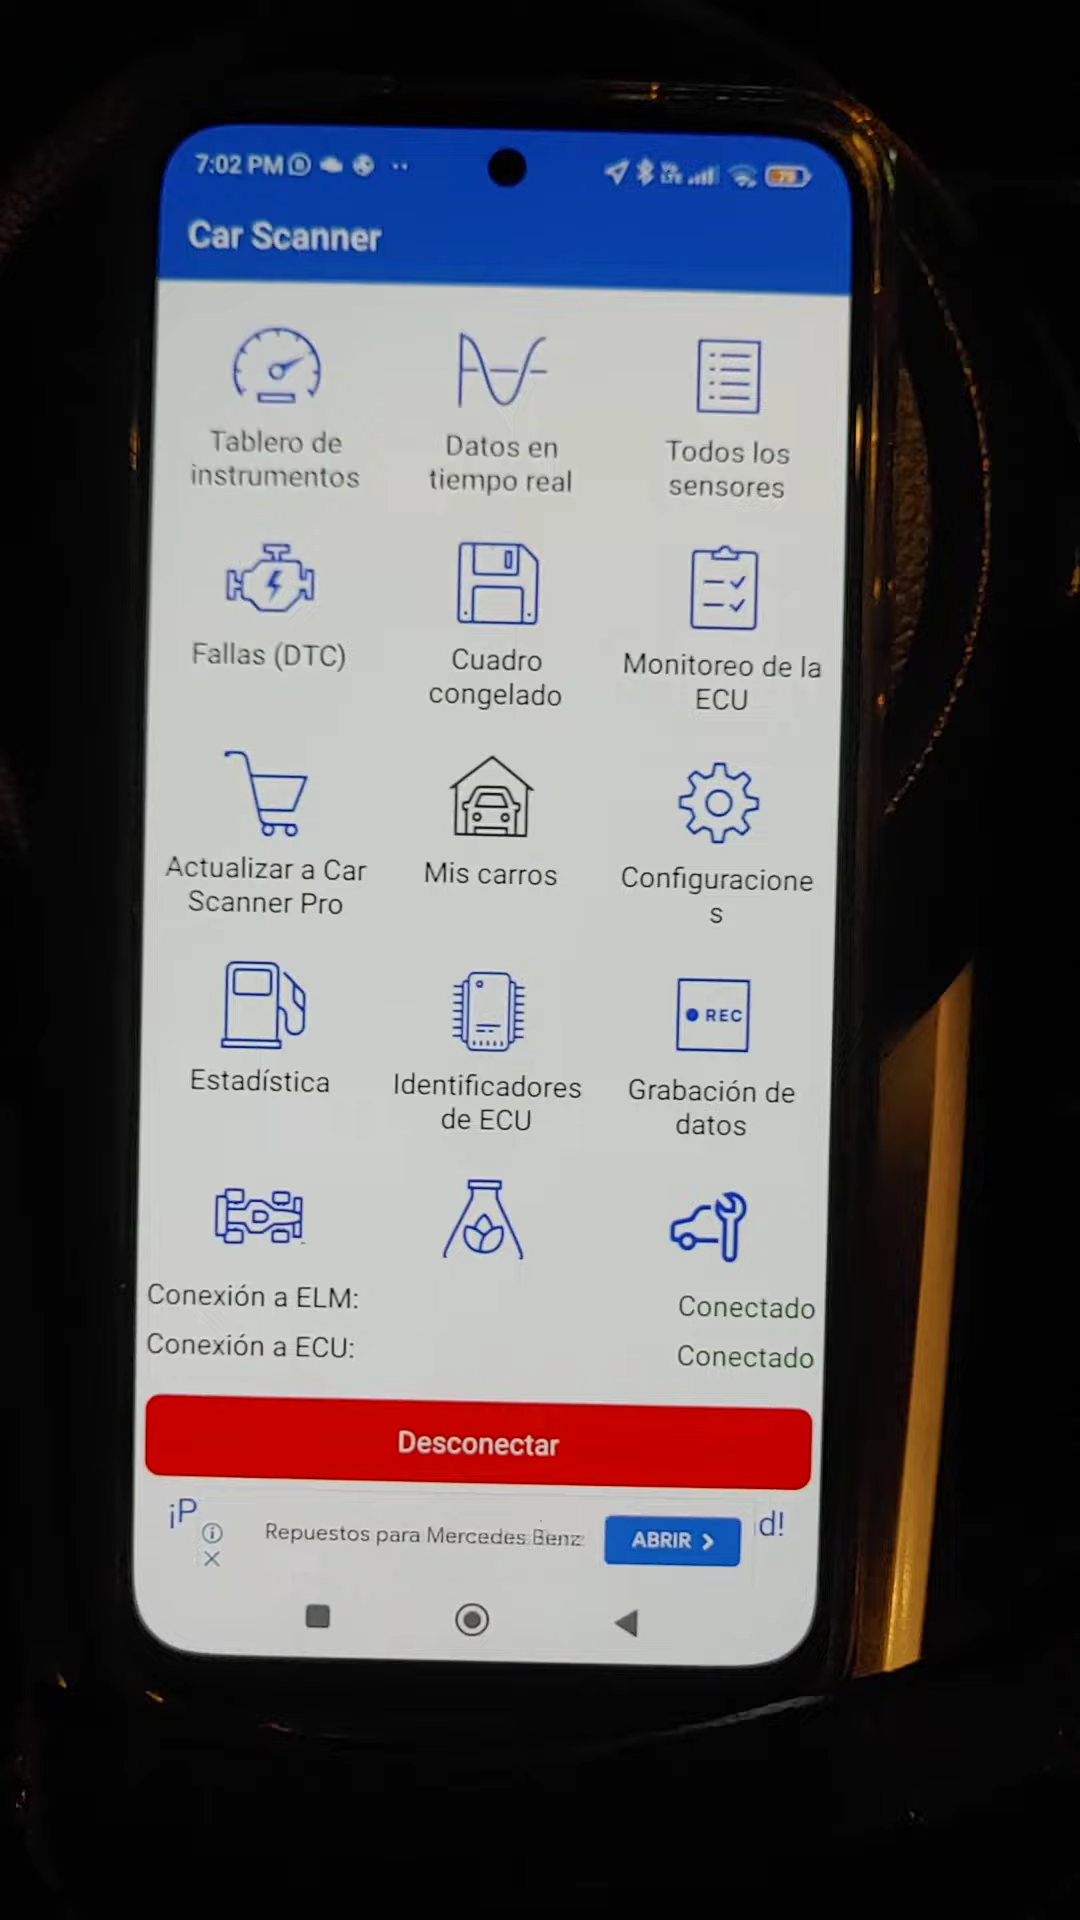 7:02 PM
Car Scanner
Tablero de
instrumentos
Datos en
tiempo real
Todos los
sensores
Fallas (DTC)
Cuadro
congelado
Monitoreo de la
ECU
Actualizar a Car
Scanner Pro
Mis carros
Configuracione
s
Estadística
Identificadores
de ECU
REC
Grabación de
datos
Conexión a ELM:
Conectado
Conexión a ECU:
Conectado
Desconectar
¡P
Repuestos para Mercedes Benz
ABRIR
d!